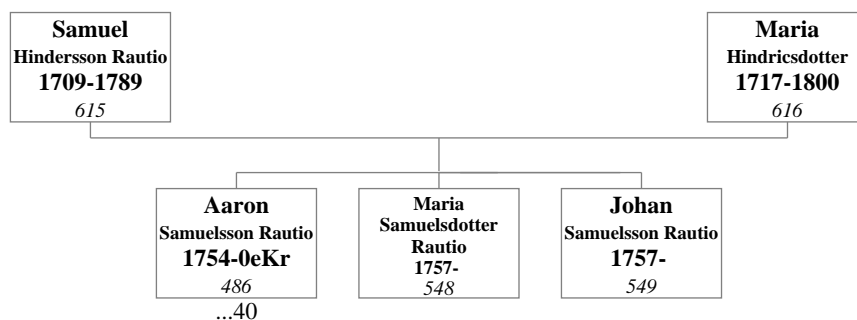 Samuel
Hindersson Rautio
1709-1789
615
Maria
Hindricsdotter
1717-1800
616
Aaron
Samuelsson Rautio
1754-0eKr
486
...40
Maria
Samuelsdotter
Rautio
1757-
548
Johan
Samuelsson Rautio
1757-
549